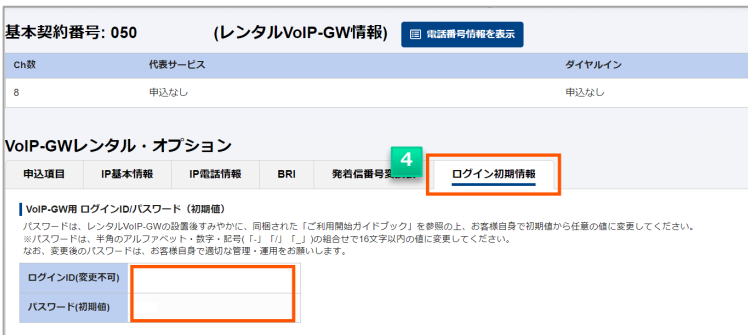 基本契約番号: 050 (レンタルVoIP-GW情報) 電話番号情報を表示
Ch数 代表サービス ダイヤルイン
8 申込なし 申込なし
VoIP-GWレンタル・オプション
4
申込項目 IP基本情報 IP電話情報 BRI 発着信番号変 ログイン初期情報
VoIP-GW用 ログインID/パスワード（初期値）
パスワードは、レンタルVoIP-GWの設置後すみやかに、同梱された「ご利用開始ガイドブック」を参照の上、お客様自身で初期値から任意の値に変更してください。
※パスワードは、半角のアルファベット・数字・記号(「-」「/」「_」)の組合せで16文字以内の値に変更してください。
なお、変更後のパスワードは、お客様自身で適切な管理・運用をお願いします。
ログインID(変更不可)
パスワード(初期値)